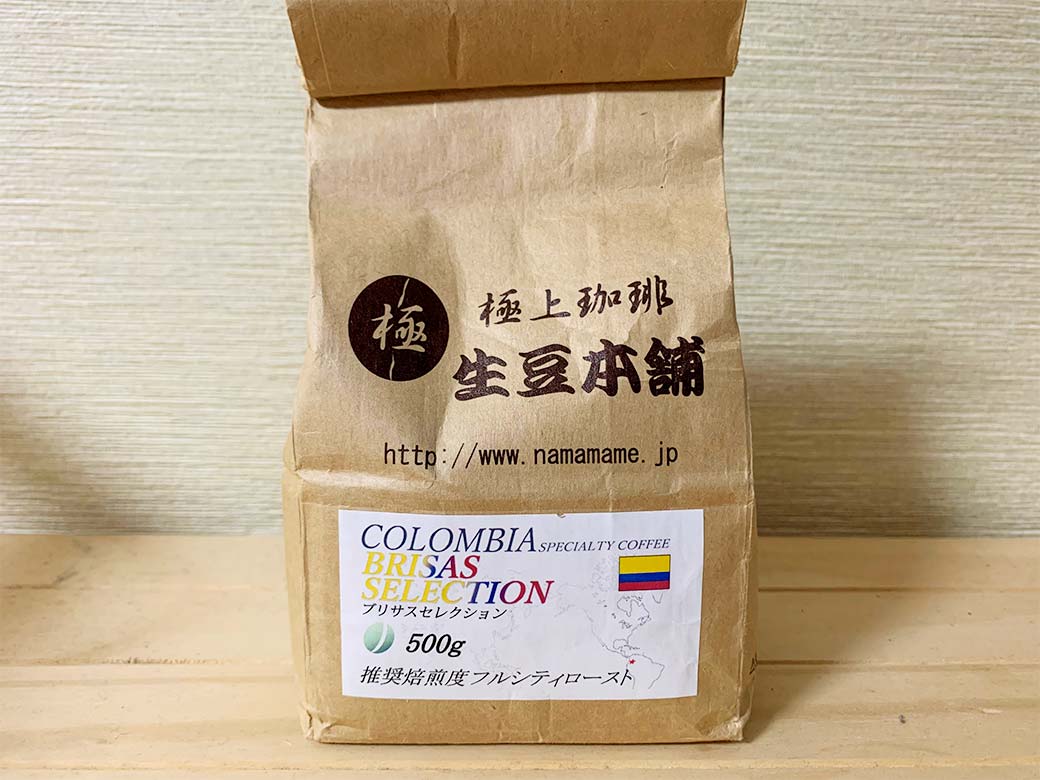 極
極上珈琲
生豆本舗
http://www.namamame.jp
COLOMBIA SPECIALTY COFFEE
BRISAS
SELECTION
ブリサスセレクション
500g
推奨焙煎度フルシティロースト